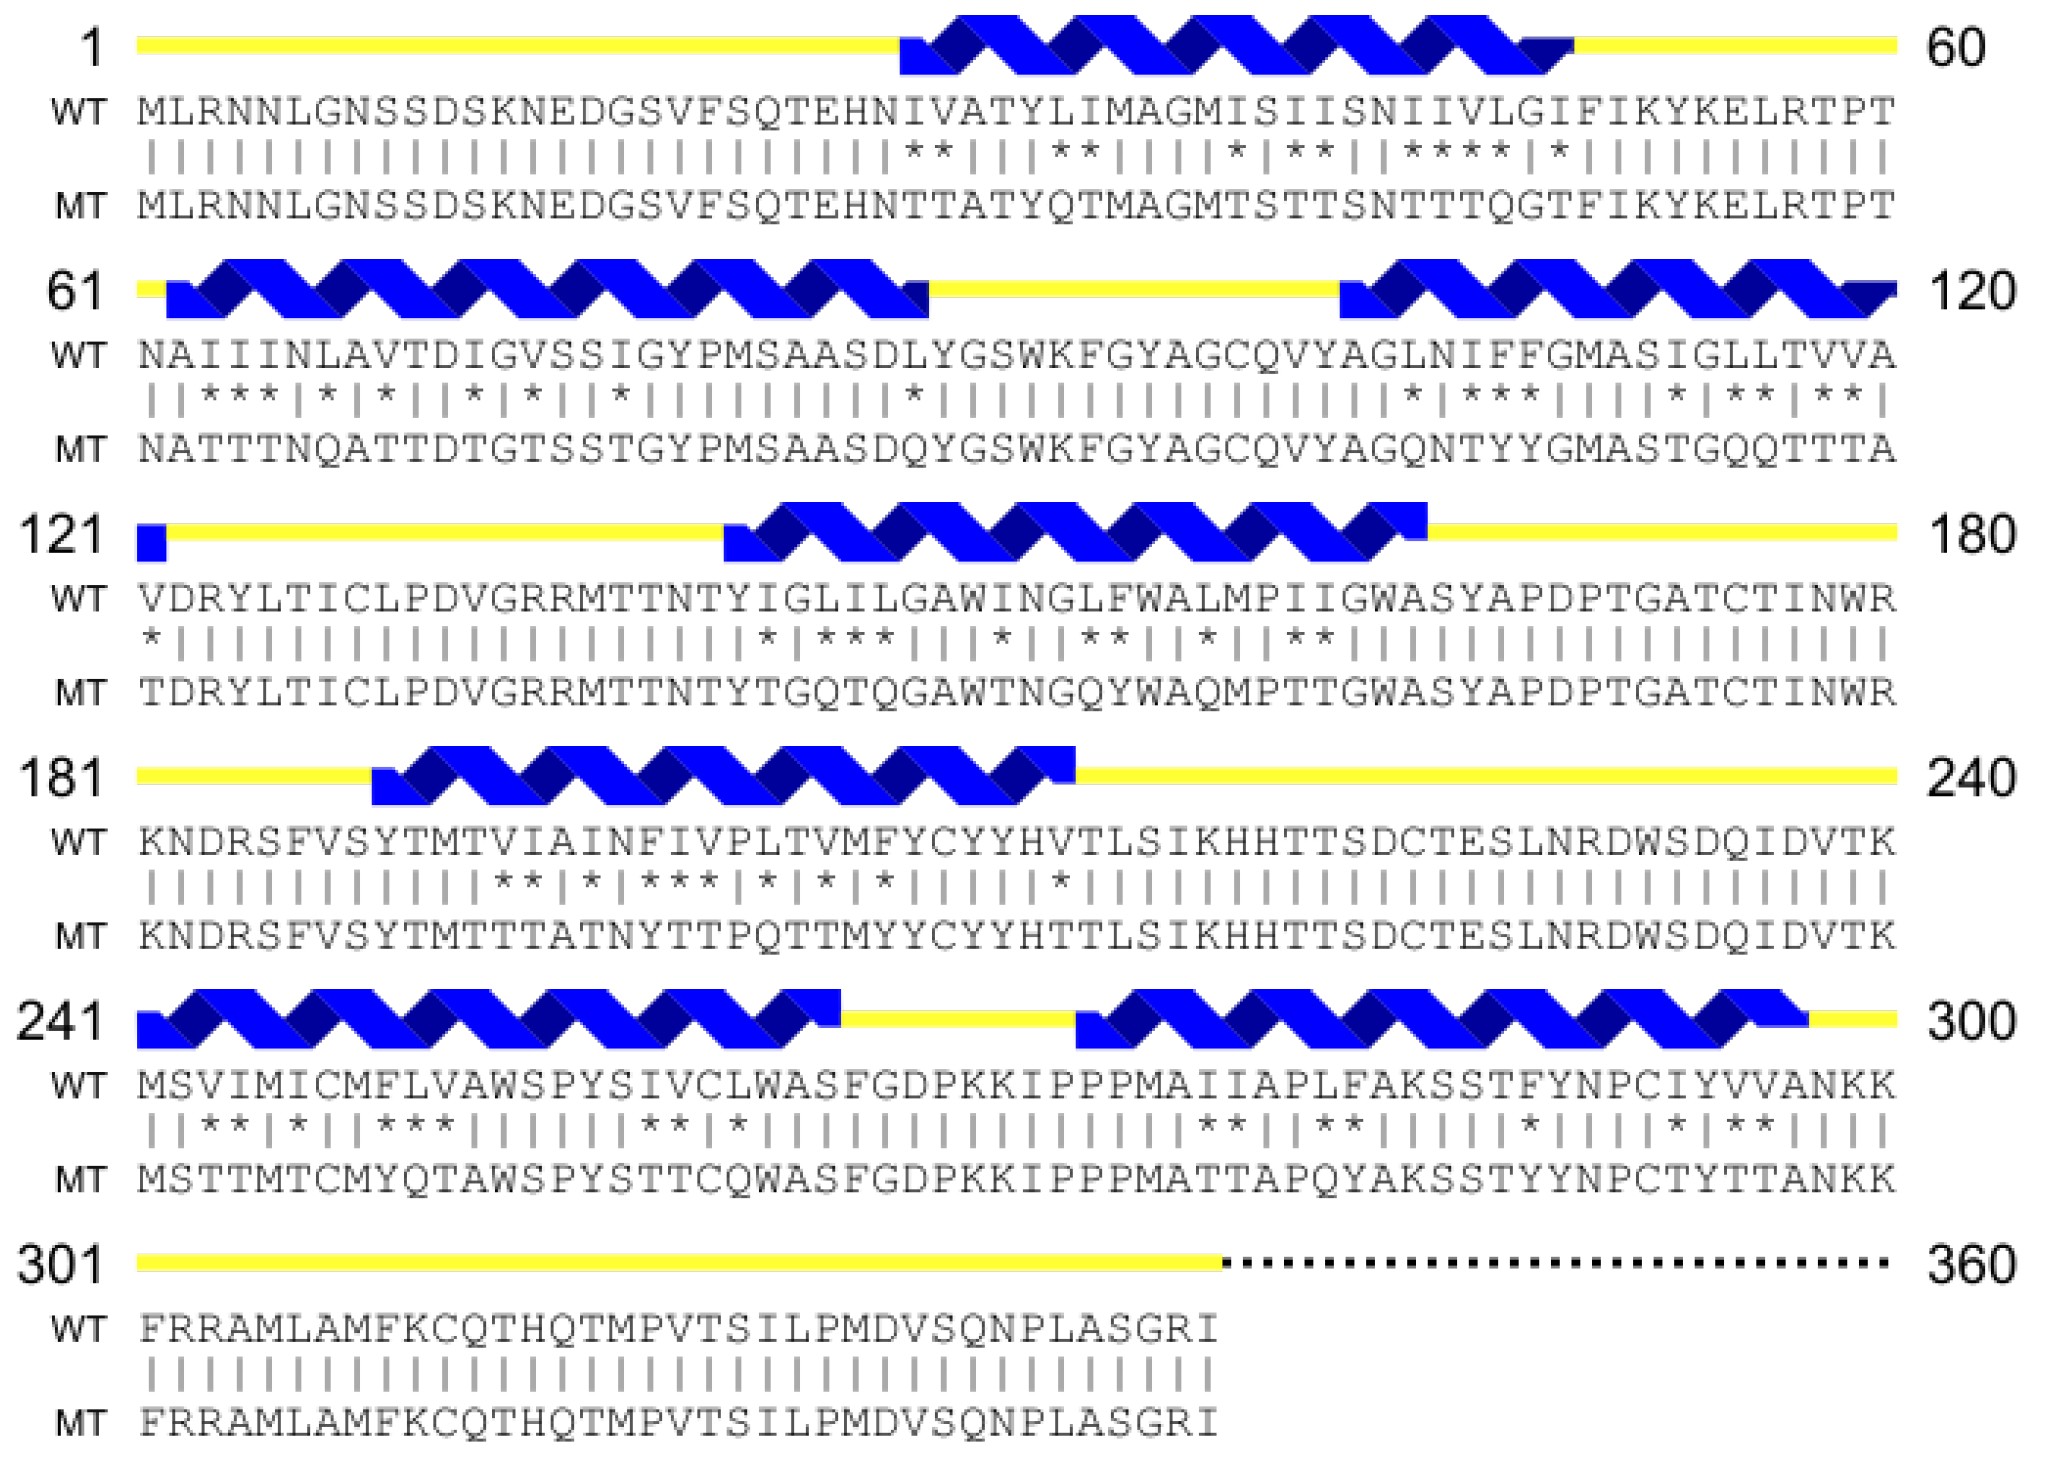 1 60
WT MLRNNLGNSSDSKNEDGSVFSQTEHNIVATYLIMAGMISIISNIIVLGIFIKYKELRTPT
||||||||||||||||||||||||||**|||**||||*|**||****|*|||||||||||
MT MLRNNLGNSSDSKNEDGSVFSQTEHNTTATYQTMAGMTSTTSNTTTQGTFIKYKELRTPT
61 120
WT NAIIINLAVTDIGVSSIGYPMSAASDLYGSWKFGYAGCQVYAGLNIFFGMASIGLLTVVA
||***|*|*||*|*||*|||||||||*||||||||||||||||*|***||||*|**|**|
MT NATTTNQATTDTGTSSTGYPMSAASDQYGSWKFGYAGCQVYAGQNTYYGMASTGQQTTTA
121 180
WT VDRYLTICLPDVGRRMTTNTYIGLILGAWINGLFWALMPIIGWASYAPDPTGATCTINWR
*||||||||||||||||||||*|***|||*||**||*||**|||||||||||||||||||
MT TDRYLTICLPDVGRRMTTNTYTGQTQGAWTNGQYWAQMPTTGWASYAPDPTGATCTINWR
181 240
WT KNDRSFVSYTMTVIAINFIVPLTVMFYCYYHVTLSIKHHTTSDCTESLNRDWSDQIDVTK
||||||||||||**|*|***|*|*|*|||||*||||||||||||||||||||||||||||
MT KNDRSFVSYTMTTTATNYTTPQTTMYYCYYHTTLSIKHHTTSDCTESLNRDWSDQIDVTK
241 300
WT MSVIMICMFLVAWSPYSIVCLWASFGDPKKIPPPMAIIAPLFAKSSTFYNPCIYVVANKK
||**|*||***||||||**|*|||||||||||||||**||**|||||*||||*|**||||
MT MSTTMTCMYQTAWSPYSTTCQWASFGDPKKIPPPMATTAPQYAKSSTYYNPCTYTTANKK
301 360
WT FRRAMLAMFKCQTHQTMPVTSILPMDVSQNPLASGRI
|||||||||||||||||||||||||||||||||||||
MT FRRAMLAMFKCQTHQTMPVTSILPMDVSQNPLASGRI